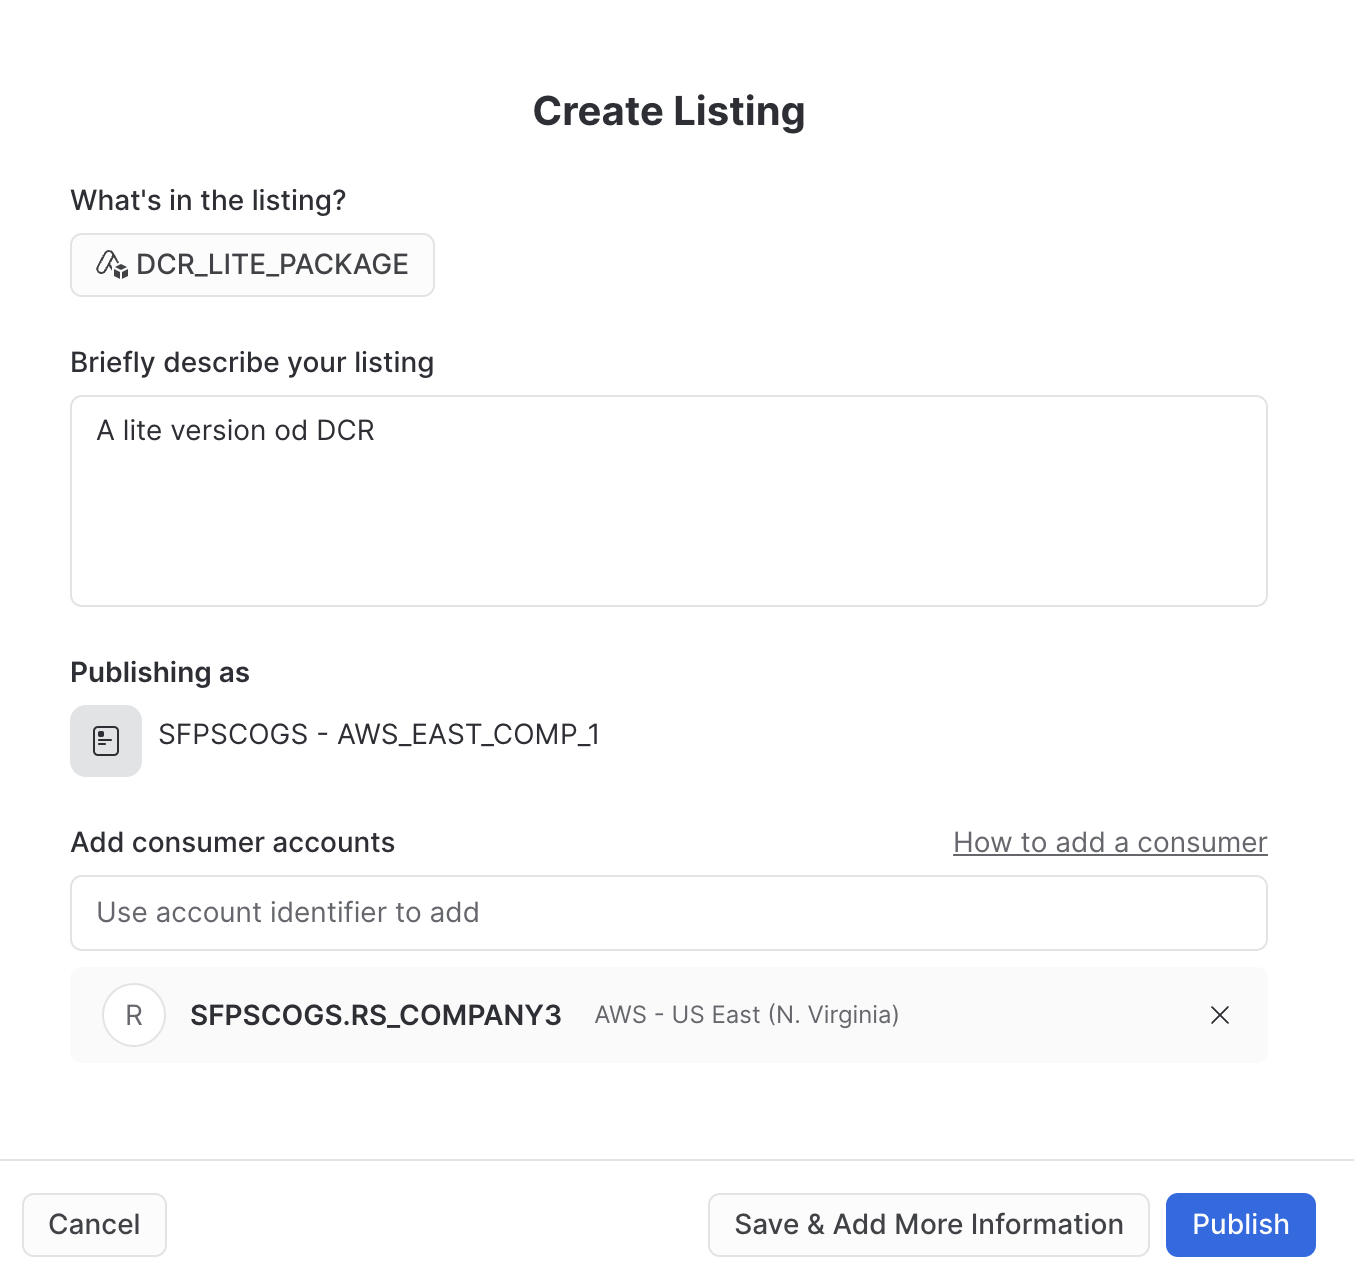 Create Listing
What's in the listing?
DCR_LITE_PACKAGE
Briefly describe your listing
A lite version od DCR
Publishing as
SFPSCOGS - AWS_EAST_COMP_1
Add consumer accounts
How to add a consumer
Use account identifier to add
R SFPSCOGS.RS_COMPANY3 AWS - US East (N. Virginia)
Cancel Save & Add More Information Publish